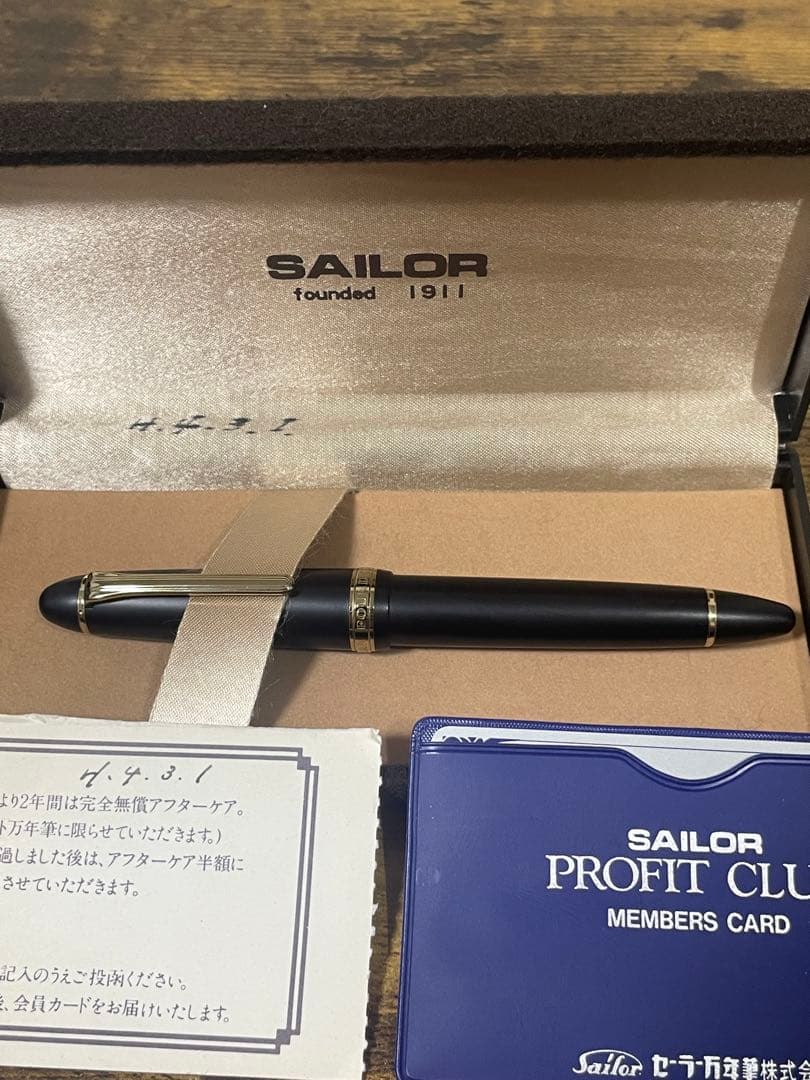 SAILOR
founded 1911
H.4.3.1.
H.4.3.1
より2年間は完全無償アフターケア。
ト万年筆に限らせていただきます。)
過しました後は、アフターケア半額に
させていただきます。
記入のうえご投函ください。
後、会員カードをお届けいたします。
SAILOR
PROFIT CLU
MEMBERS CARD
Sailor セーラー万年筆株式会